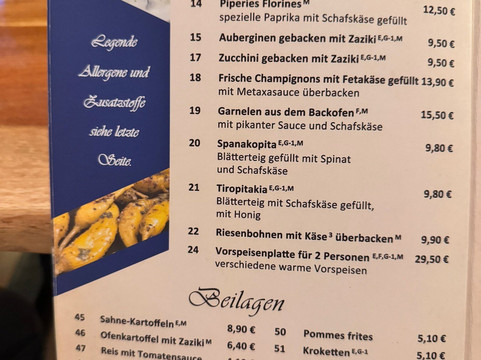 Legende
Allergene und
Zusatzstoffe
siehe letzte
Seite.
14 Piperies Florines M 12,50 €
spezielle Paprika mit Schafskäse gefüllt
15 Auberginen gebacken mit Zaziki E,G-1,M 9,50 €
17 Zucchini gebacken mit Zaziki E,G-1,M 9,50 €
18 Frische Champignons mit Fetakäse gefüllt 13,90 €
mit Metaxasauce überbacken
19 Garnelen aus dem Backofen F,M 15,50 €
mit pikanter Sauce und Schafskäse
20 Spanakopita E,G-1,M 9,80 €
Blätterteig gefüllt mit Spinat
und Schafskäse
21 Tiropitakia E,G-1,M 9,80 €
Blätterteig mit Schafskäse gefüllt,
mit Honig
22 Riesenbohnen mit Käse 3 überbacken M 9,90 €
24 Vorspeisenplatte für 2 Personen E,F,G-1,M 29,50 €
verschiedene warme Vorspeisen
Beilagen
45 Sahne-Kartoffeln E,M 8,90 €
46 Ofenkartoffel mit Zaziki M 6,40 €
47 Reis mit Tomatensauce
50 Pommes frites 5,10 €
51 Kroketten E,G-1 5,10 €